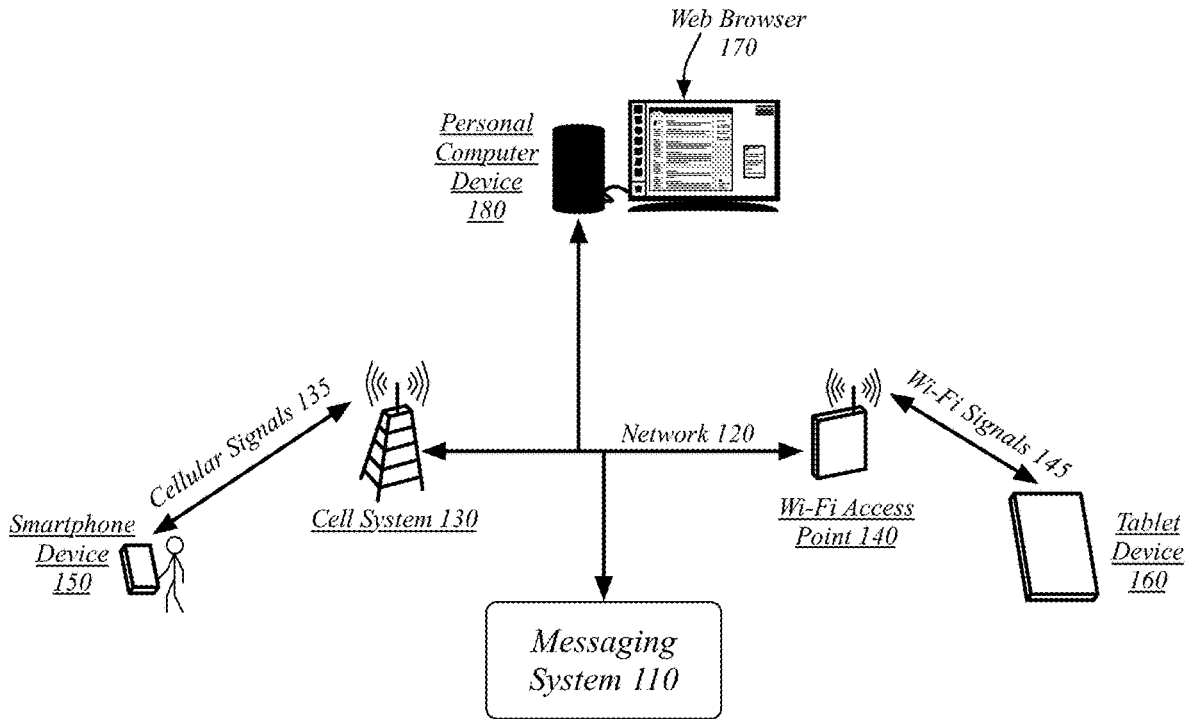 Web Browser
170
Personal
Computer
Device
180
Cellular Signals 135
Wi-Fi Signals 145
Network 120
Cell System 130
Wi-Fi Access
Point 140
Smartphone
Device
150
Tablet
Device
160
Messaging
System 110